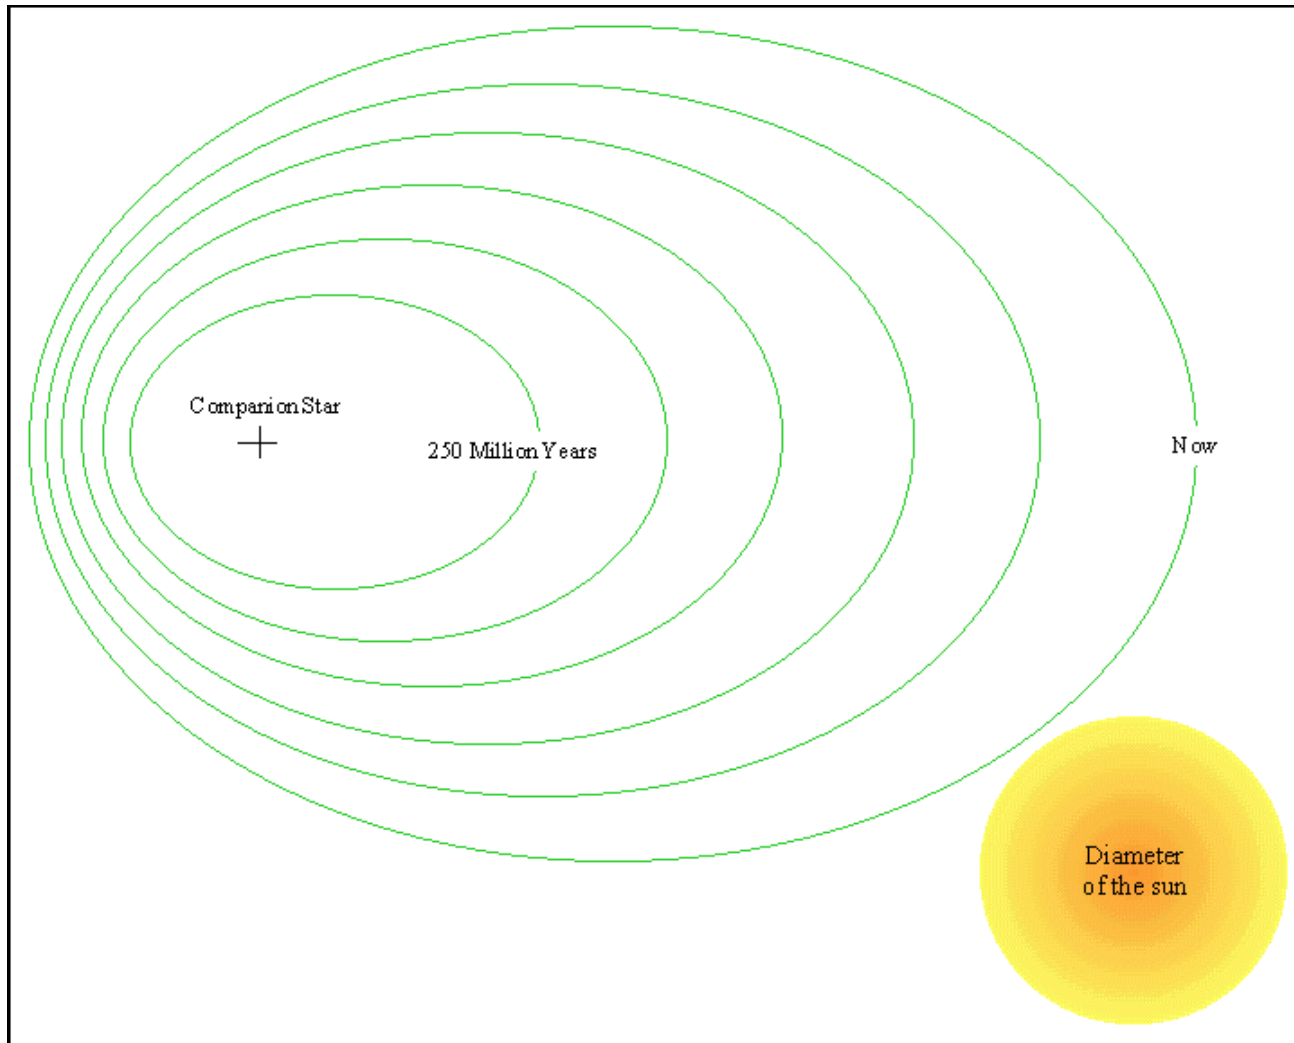 Companion Star
250 Million Years
Now
Diameter
of the sun